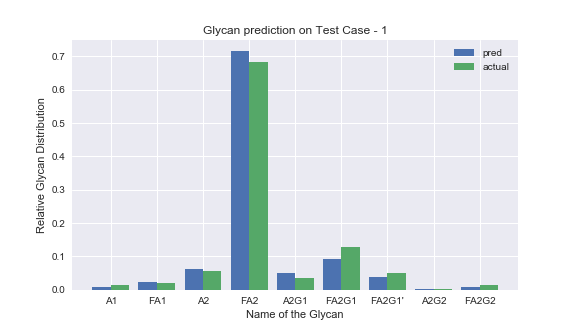 Glycan prediction on Test Case - 1
pred
actual
Relative Glycan Distribution
0.7
0.6
0.5
0.4
0.3
0.2
0.1
0.0
A1 FA1 A2 FA2 A2G1 FA2G1 FA2G1' A2G2 FA2G2
Name of the Glycan